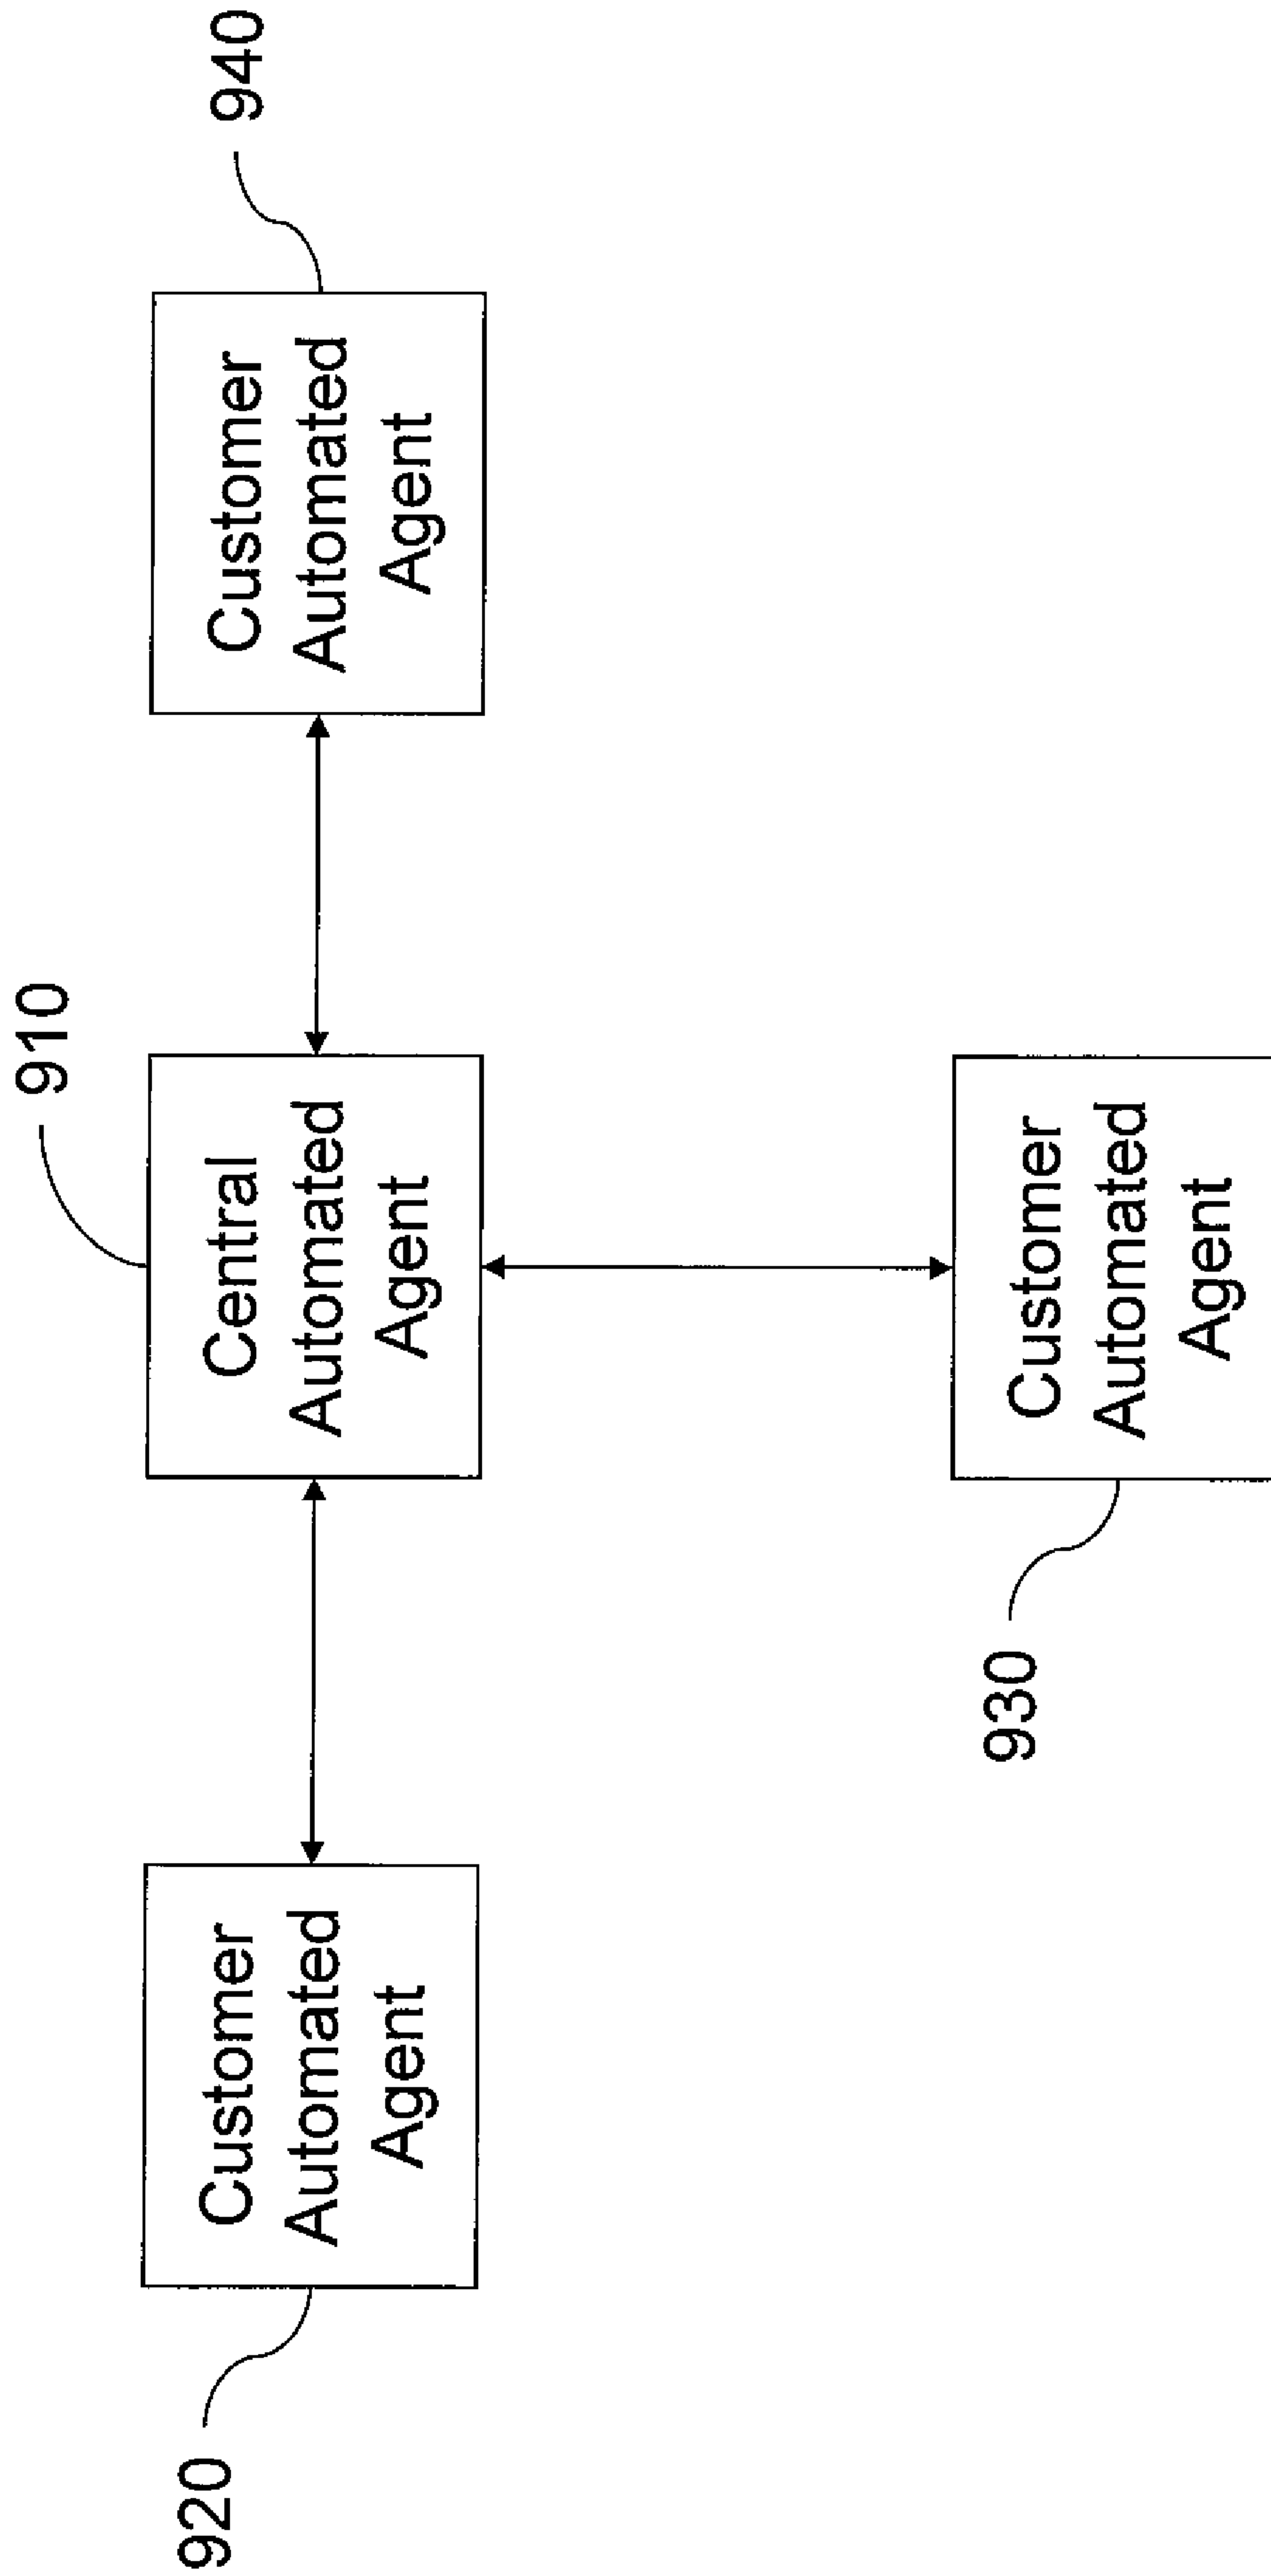 910
940
Customer
Automated
Agent
Central
Automated
Agent
Customer
Automated
Agent
920
930
Customer
Automated
Agent